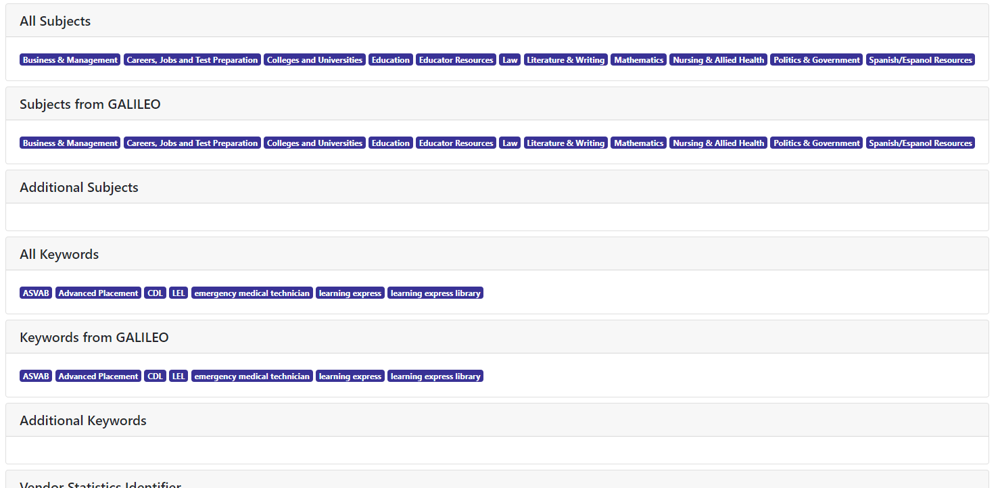 All Subjects
Business & Management Careers, Jobs and Test Preparation Colleges and Universities Education Educator Resources Law Literature & Writing Mathematics Nursing & Allied Health Politics & Government Spanish/Espanol Resources
Subjects from GALILEO
Business & Management Careers, Jobs and Test Preparation Colleges and Universities Education Educator Resources Law Literature & Writing Mathematics Nursing & Allied Health Politics & Government Spanish/Espanol Resources
Additional Subjects
All Keywords
ASVAB Advanced Placement CDL LEL emergency medical technician learning express learning express library
Keywords from GALILEO
ASVAB Advanced Placement CDL LEL emergency medical technician learning express learning express library
Additional Keywords
Vendor Statistics Identifier